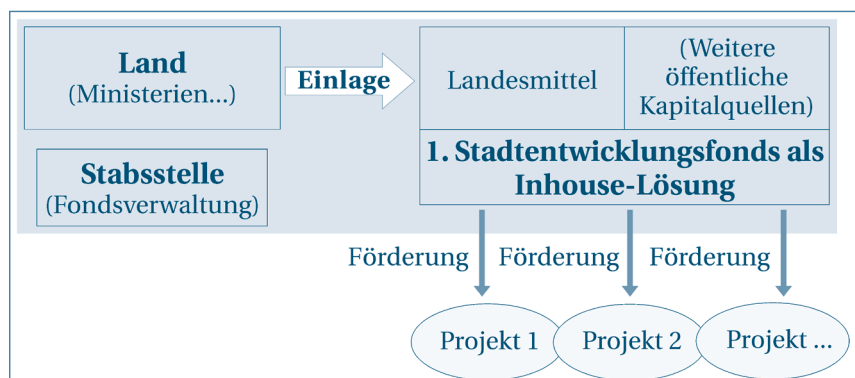 Land
(Ministerien...)
Einlage
Landesmittel
(Weitere
öffentliche
Kapitalquellen)
Stabsstelle
(Fondsverwaltung)
1. Stadtentwicklungsfonds als
Inhouse-Lösung
Förderung Förderung Förderung
Projekt 1 Projekt 2 Projekt ...